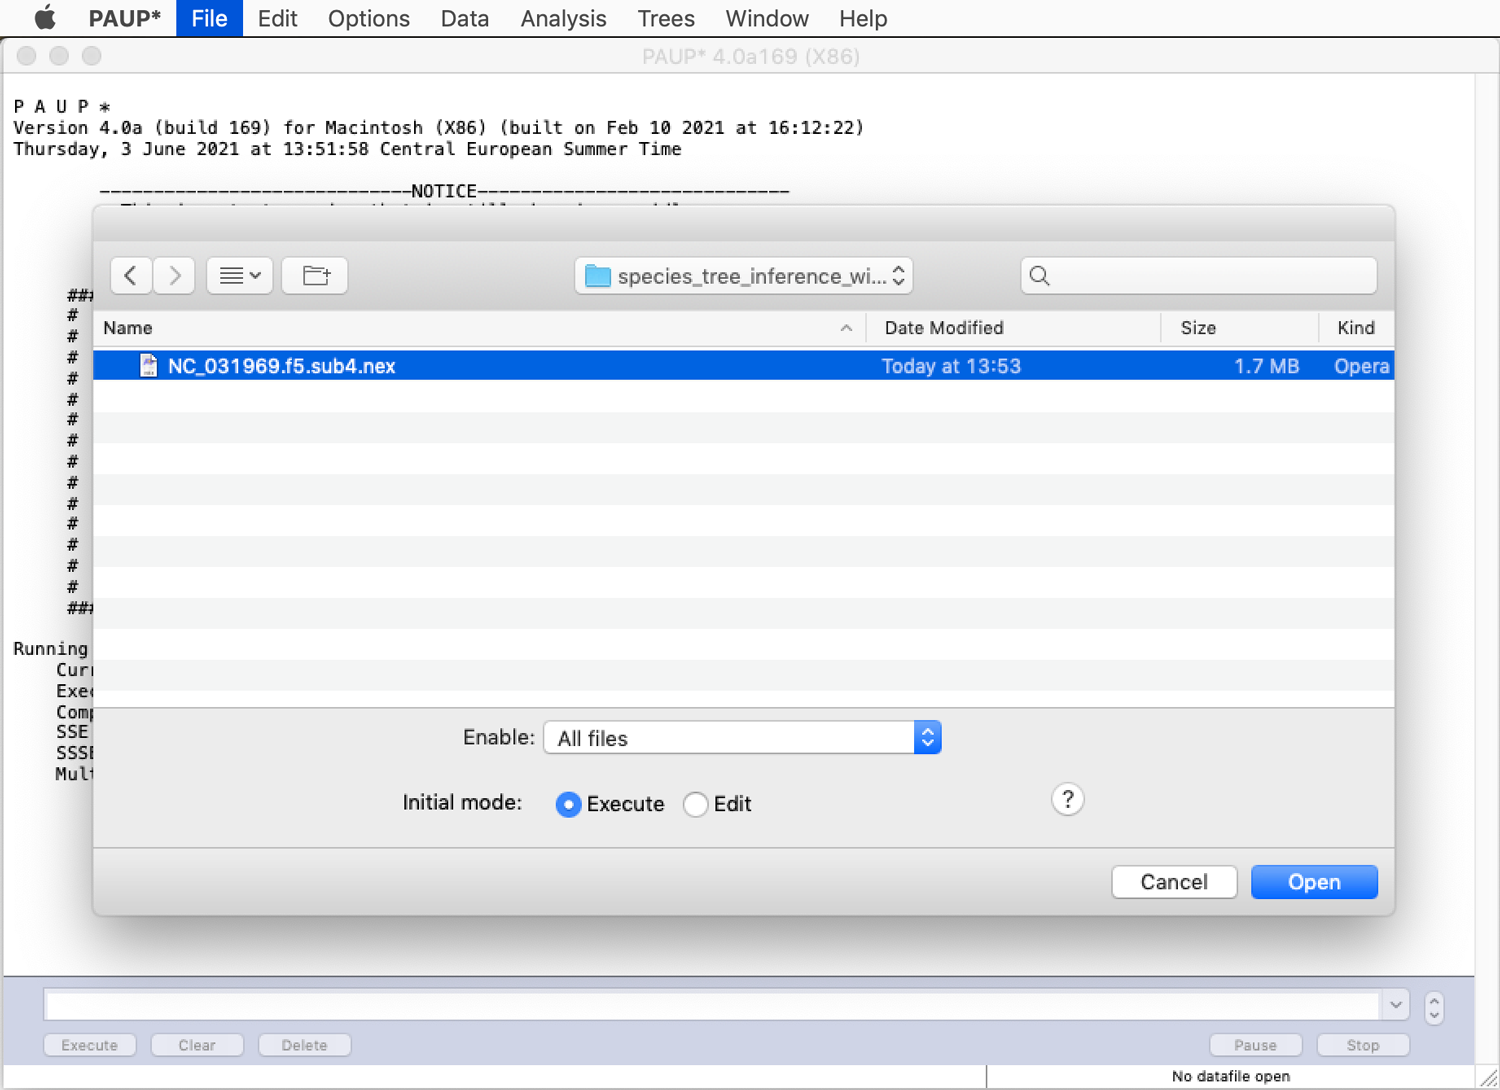 PAUP* File Edit Options Data Analysis Trees Window Help
PAUP* 4.0a169 (X86)
P A U P *
Version 4.0a (build 169) for Macintosh (X86) (built on Feb 10 2021 at 16:12:22)
Thursday, 3 June 2021 at 13:51:58 Central European Summer Time
-----------------------------NOTICE-----------------------------
species_tree_inference_wi...
###
#
#
#
#
#
#
#
#
#
#
#
#
#
#
###
Name Date Modified Size Kind
NC_031969.f5.sub4.nex Today at 13:53 1.7 MB Opera
Running
Curr
Exec
Comp
SSE
SSSE
Mult
Enable: All files
Initial mode: Execute Edit ?
Cancel Open
Execute Clear Delete Pause Stop
No datafile open